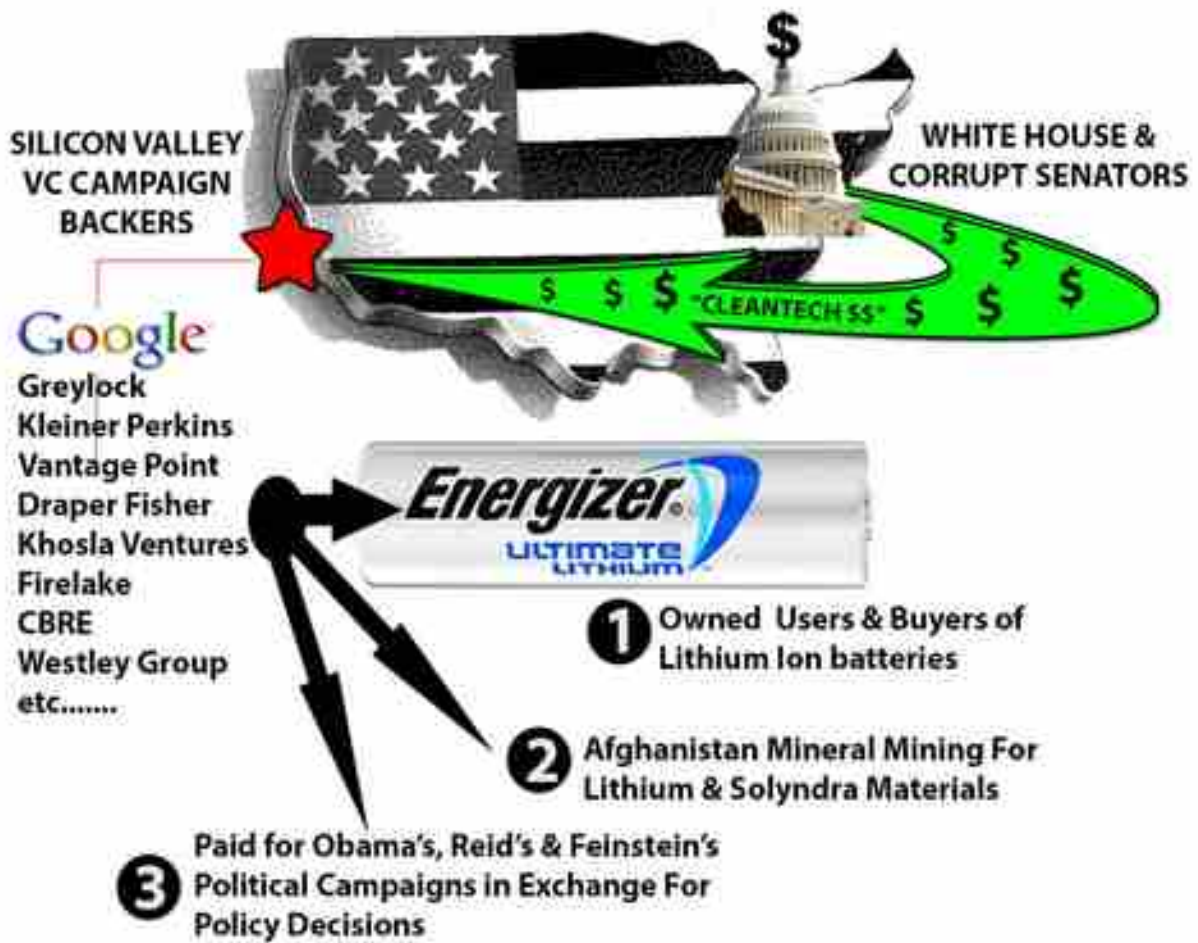 $
SILICON VALLEY
VC CAMPAIGN
BACKERS
WHITE HOUSE &
CORRUPT SENATORS
$ $ $ "CLEANTECH $$" $ $ $ $ $
Google
Greylock
Kleiner Perkins
Vantage Point
Draper Fisher
Khosla Ventures
Firelake
CBRE
Westley Group
etc.......
Energizer®
ULTIMATE
LITHIUM™
1 Owned Users & Buyers of
Lithium Ion batteries
2 Afghanistan Mineral Mining For
Lithium & Solyndra Materials
3 Paid for Obama's, Reid's & Feinstein's
Political Campaigns in Exchange For
Policy Decisions